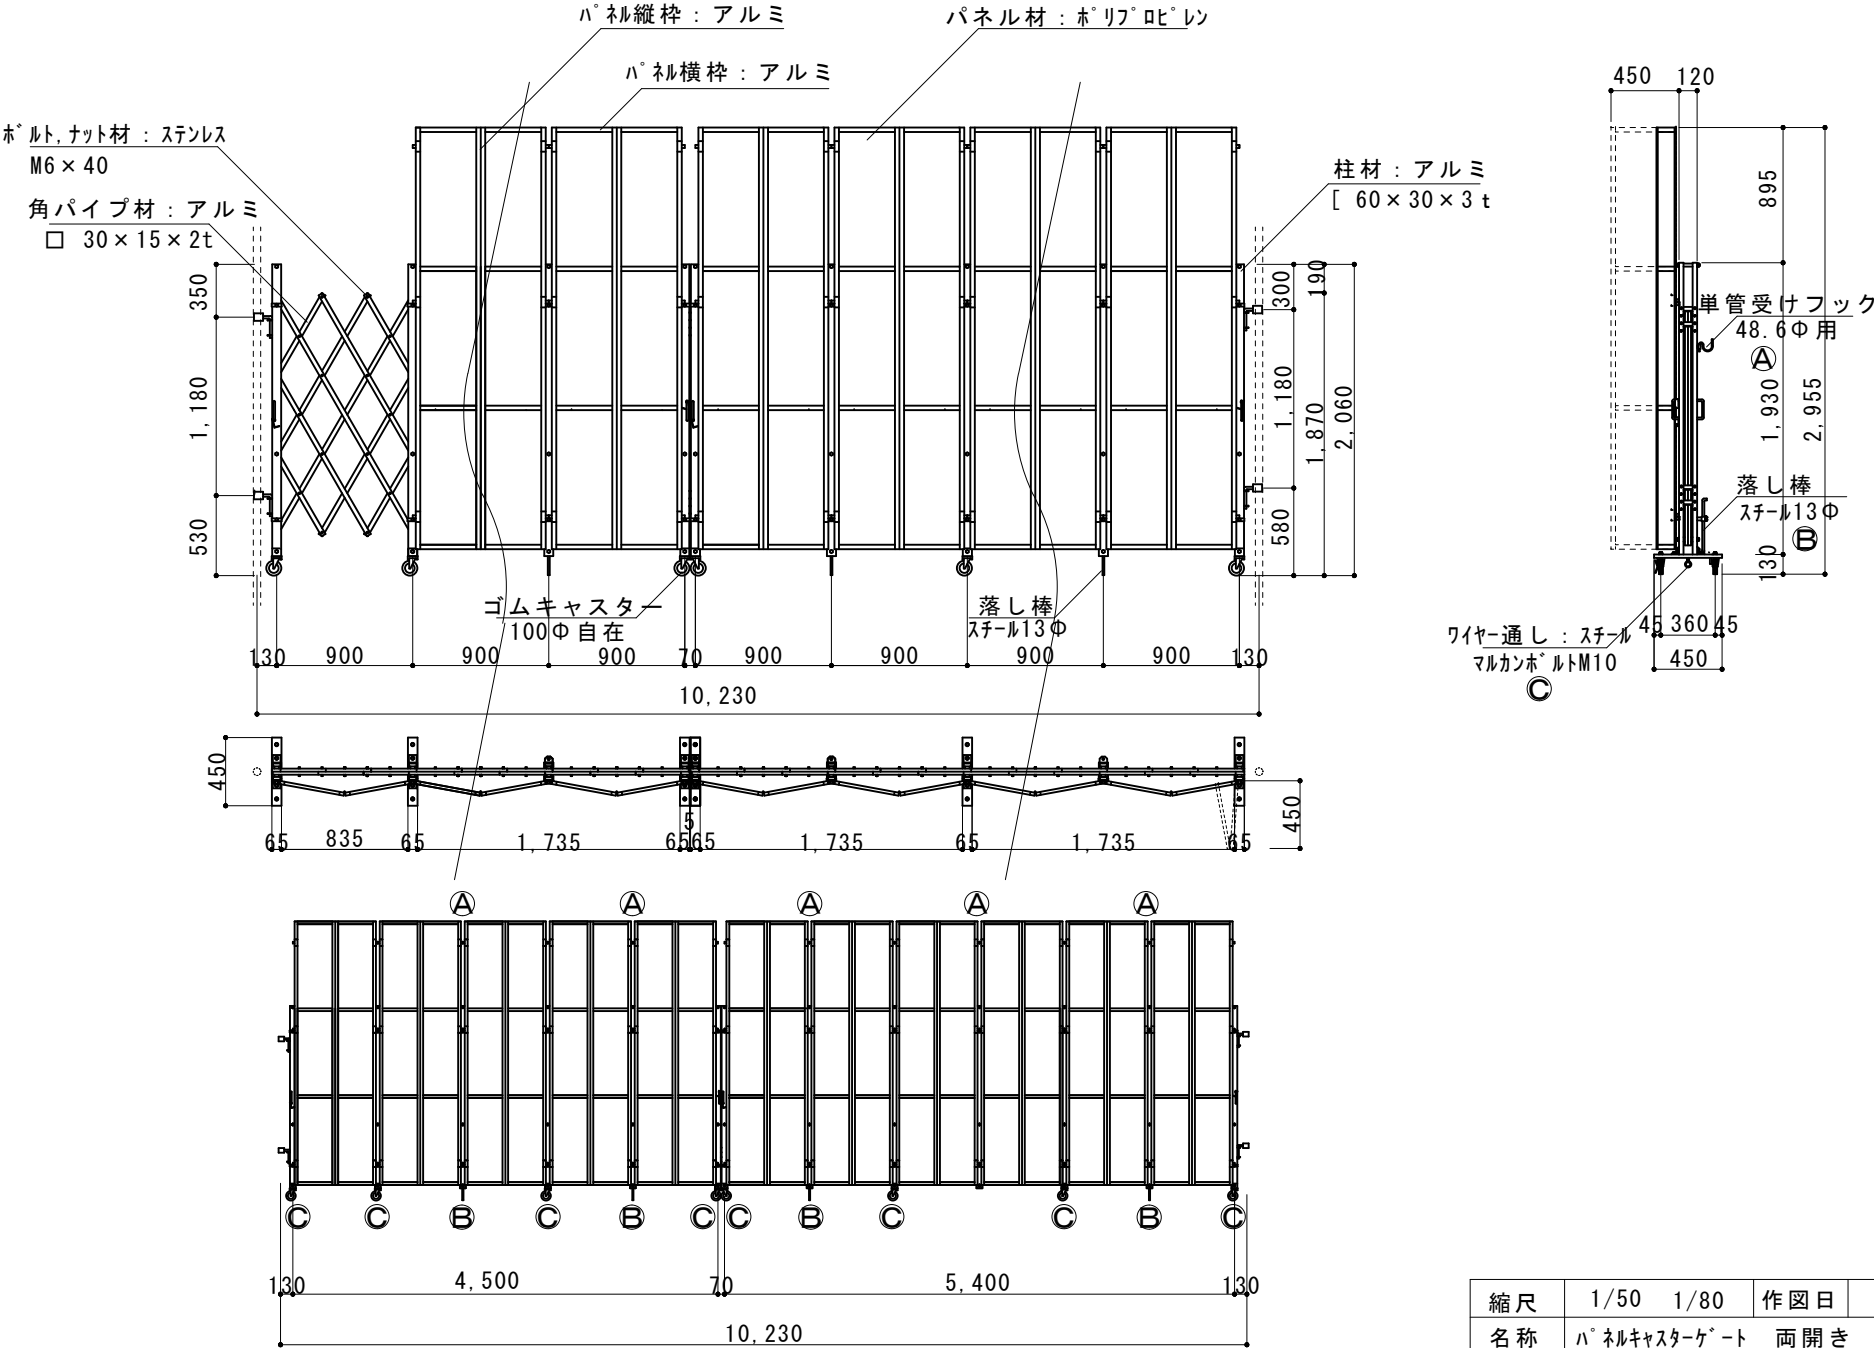 ﾊﾟﾈﾙ縦枠：アルミ
パネル材：ﾎﾟﾘﾌﾟﾛﾋﾟﾚﾝ
ﾊﾟﾈﾙ横枠：アルミ
ﾎﾞﾙﾄ,ﾅｯﾄ材：ｽﾃﾝﾚｽ
M6×40
角パイプ材：アルミ
□ 30×15×2t
柱材：アルミ
[ 60×30×3t
350
1,180
530
300
190
1,180
1,870
2,060
580
ゴムキャスター
100Φ自在
落し棒
ｽﾁｰﾙ13Φ
130 900 900 900 70 900 900 900 900 130
10,230
450 120
895
単管受けフック
48.6Φ用
Ⓐ
1,930
2,955
落し棒
ｽﾁｰﾙ13Φ
Ⓑ
130
45 360 45
450
ﾜｲﾔｰ通し：ｽﾁｰﾙ
ﾏﾙｶﾝﾎﾞﾙﾄM10
Ⓒ
450
450
5
65 835 65 1,735 65 65 1,735 65 1,735 65
Ⓐ Ⓐ Ⓐ Ⓐ Ⓐ
Ⓒ Ⓒ Ⓑ Ⓒ Ⓑ Ⓒ Ⓒ Ⓑ Ⓒ Ⓒ Ⓑ Ⓒ
130 4,500 70 5,400 130
10,230
縮尺 1/50 1/80 作図日
名称 ﾊﾟﾈﾙｷｬｽﾀｰｹﾞｰﾄ 両開き